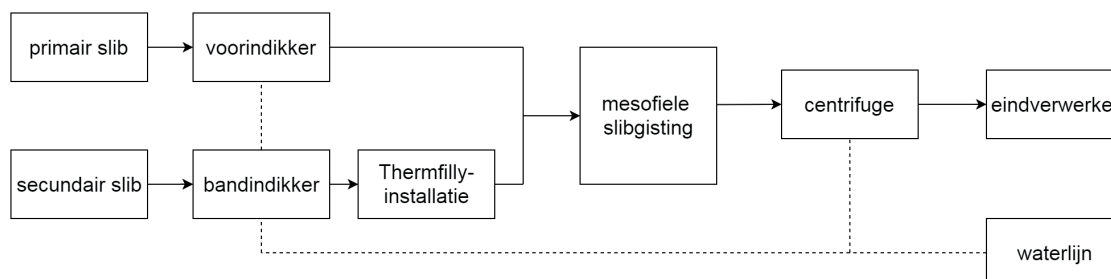 primair slib
voorindikker
mesofiele
slibgisting
centrifuge
eindverwerke
secundair slib
bandindikker
Thermfilly-
installatie
waterlijn